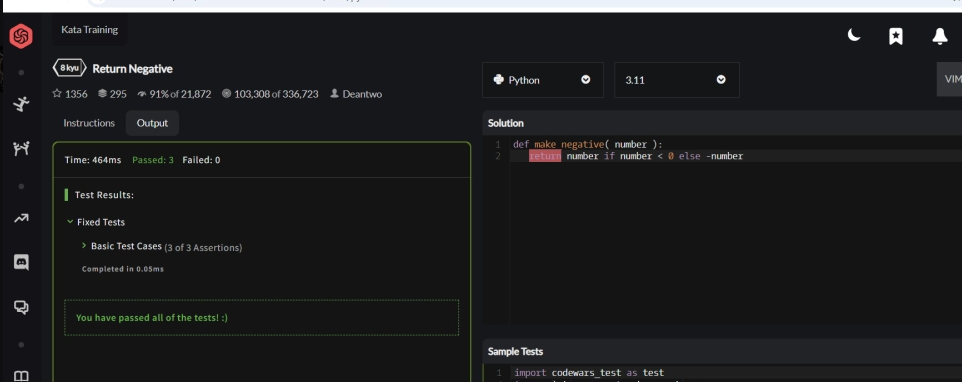 Kata Training
8 kyu Return Negative
1356 295 91% of 21,872 103,308 of 336,723 Deantwo
Instructions Output
Time: 464ms Passed: 3 Failed: 0
Test Results:
Fixed Tests
Basic Test Cases (3 of 3 Assertions)
Completed in 0.05ms
You have passed all of the tests! :)
Python 3.11 VIM
Solution
1 def make_negative( number ):
2 return number if number < 0 else -number
Sample Tests
1 import codewars_test as test